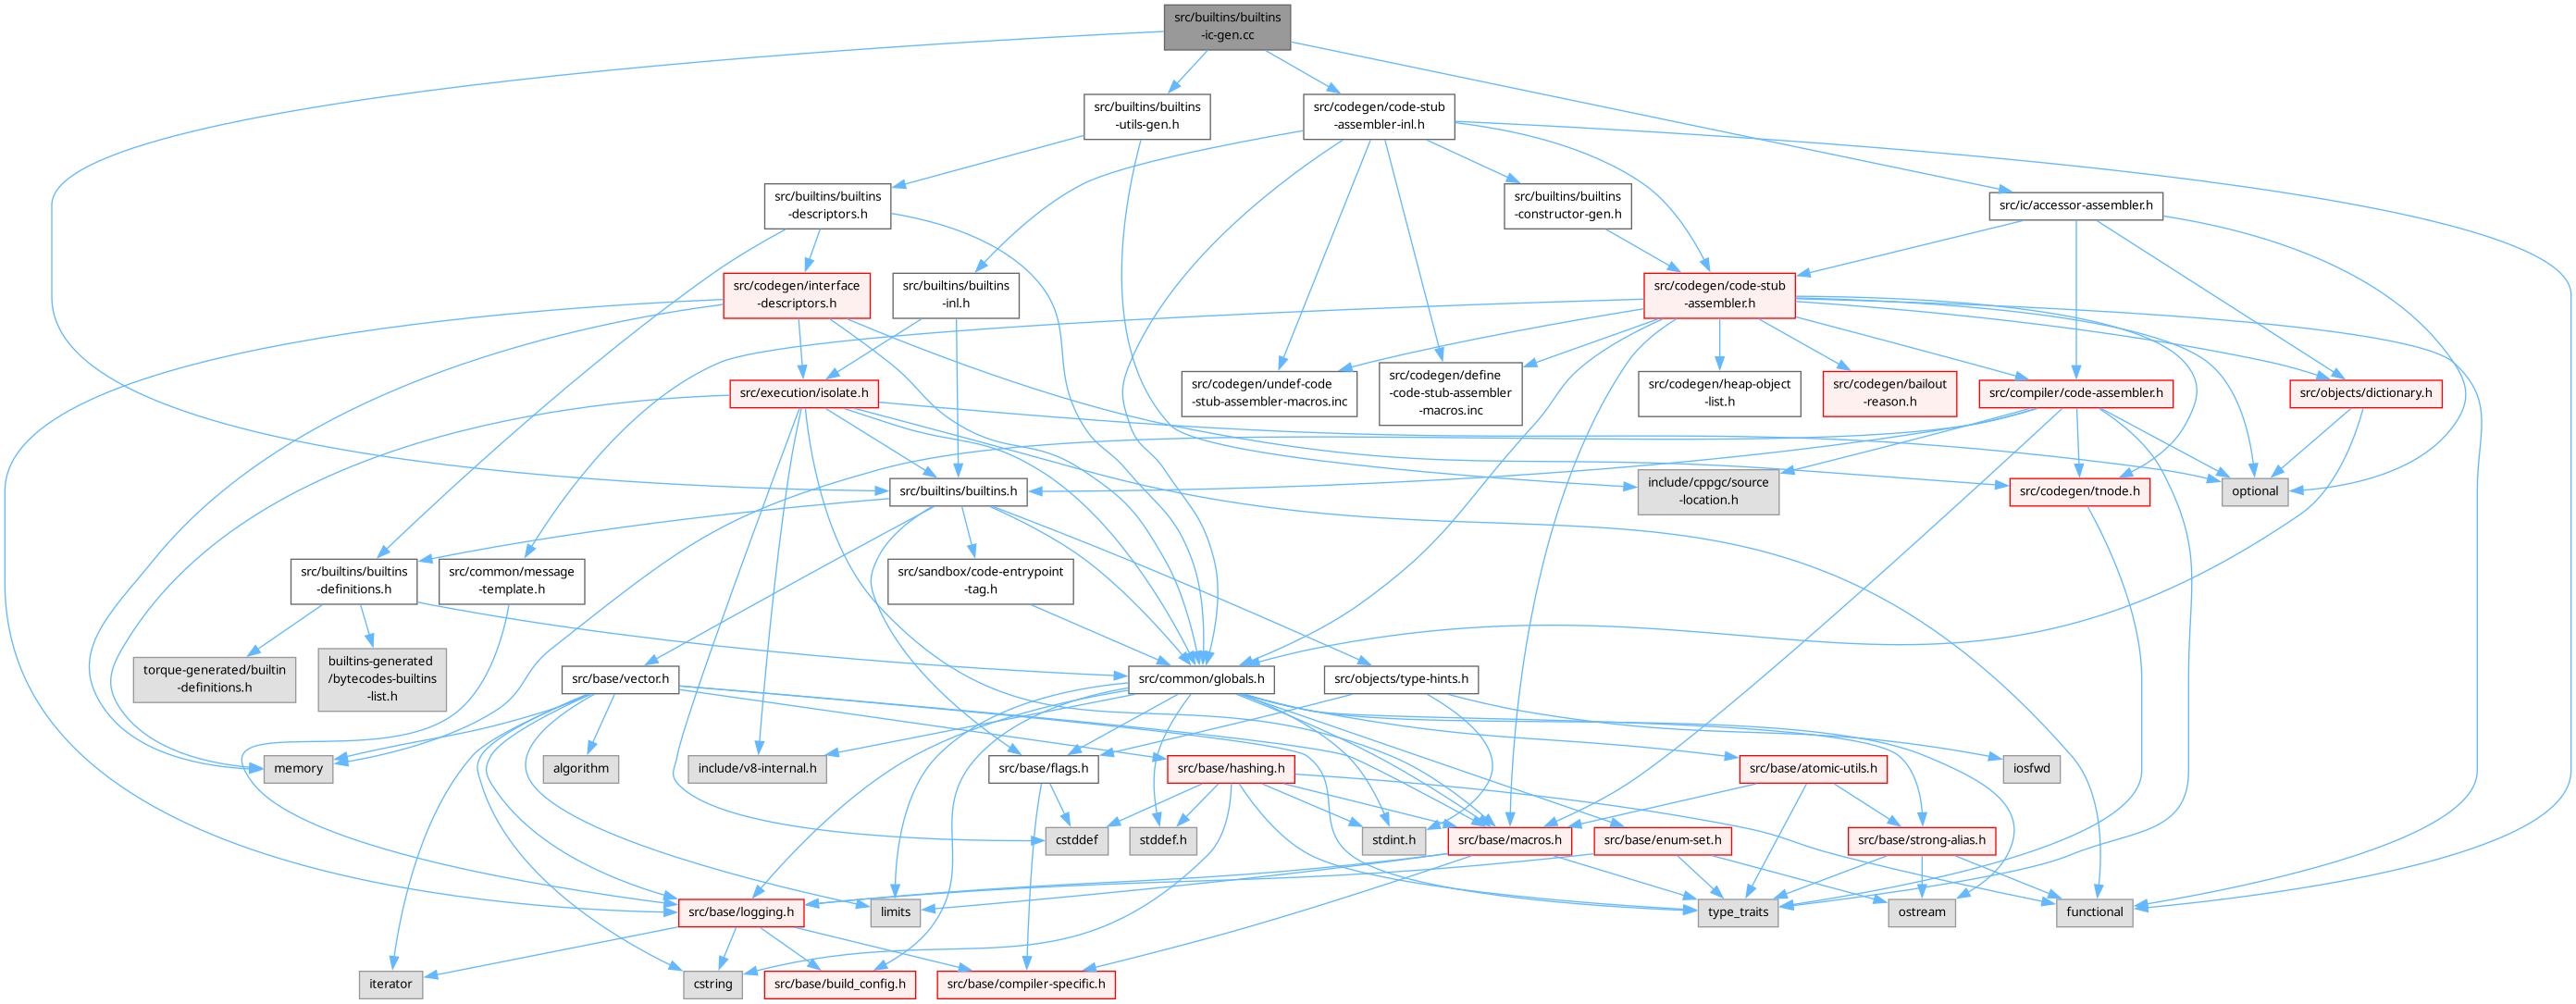 src/builtins/builtins
-ic-gen.cc
src/builtins/builtins
-utils-gen.h
src/codegen/code-stub
-assembler-inl.h
src/builtins/builtins
-descriptors.h
src/builtins/builtins
-constructor-gen.h
src/ic/accessor-assembler.h
src/codegen/interface
-descriptors.h
src/builtins/builtins
-inl.h
src/codegen/code-stub
-assembler.h
src/execution/isolate.h
src/codegen/undef-code
-stub-assembler-macros.inc
src/codegen/define
-code-stub-assembler
-macros.inc
src/codegen/heap-object
-list.h
src/codegen/bailout
-reason.h
src/compiler/code-assembler.h
src/objects/dictionary.h
src/builtins/builtins.h
include/cppgc/source
-location.h
src/codegen/tnode.h
optional
src/builtins/builtins
-definitions.h
src/common/message
-template.h
src/sandbox/code-entrypoint
-tag.h
torque-generated/builtin
-definitions.h
builtins-generated
/bytecodes-builtins
-list.h
src/base/vector.h
src/common/globals.h
src/objects/type-hints.h
memory
algorithm
include/v8-internal.h
src/base/flags.h
src/base/hashing.h
src/base/atomic-utils.h
iosfwd
cstddef
stddef.h
stdint.h
src/base/macros.h
src/base/enum-set.h
src/base/strong-alias.h
src/base/logging.h
limits
type_traits
ostream
functional
iterator
cstring
src/base/build_config.h
src/base/compiler-specific.h